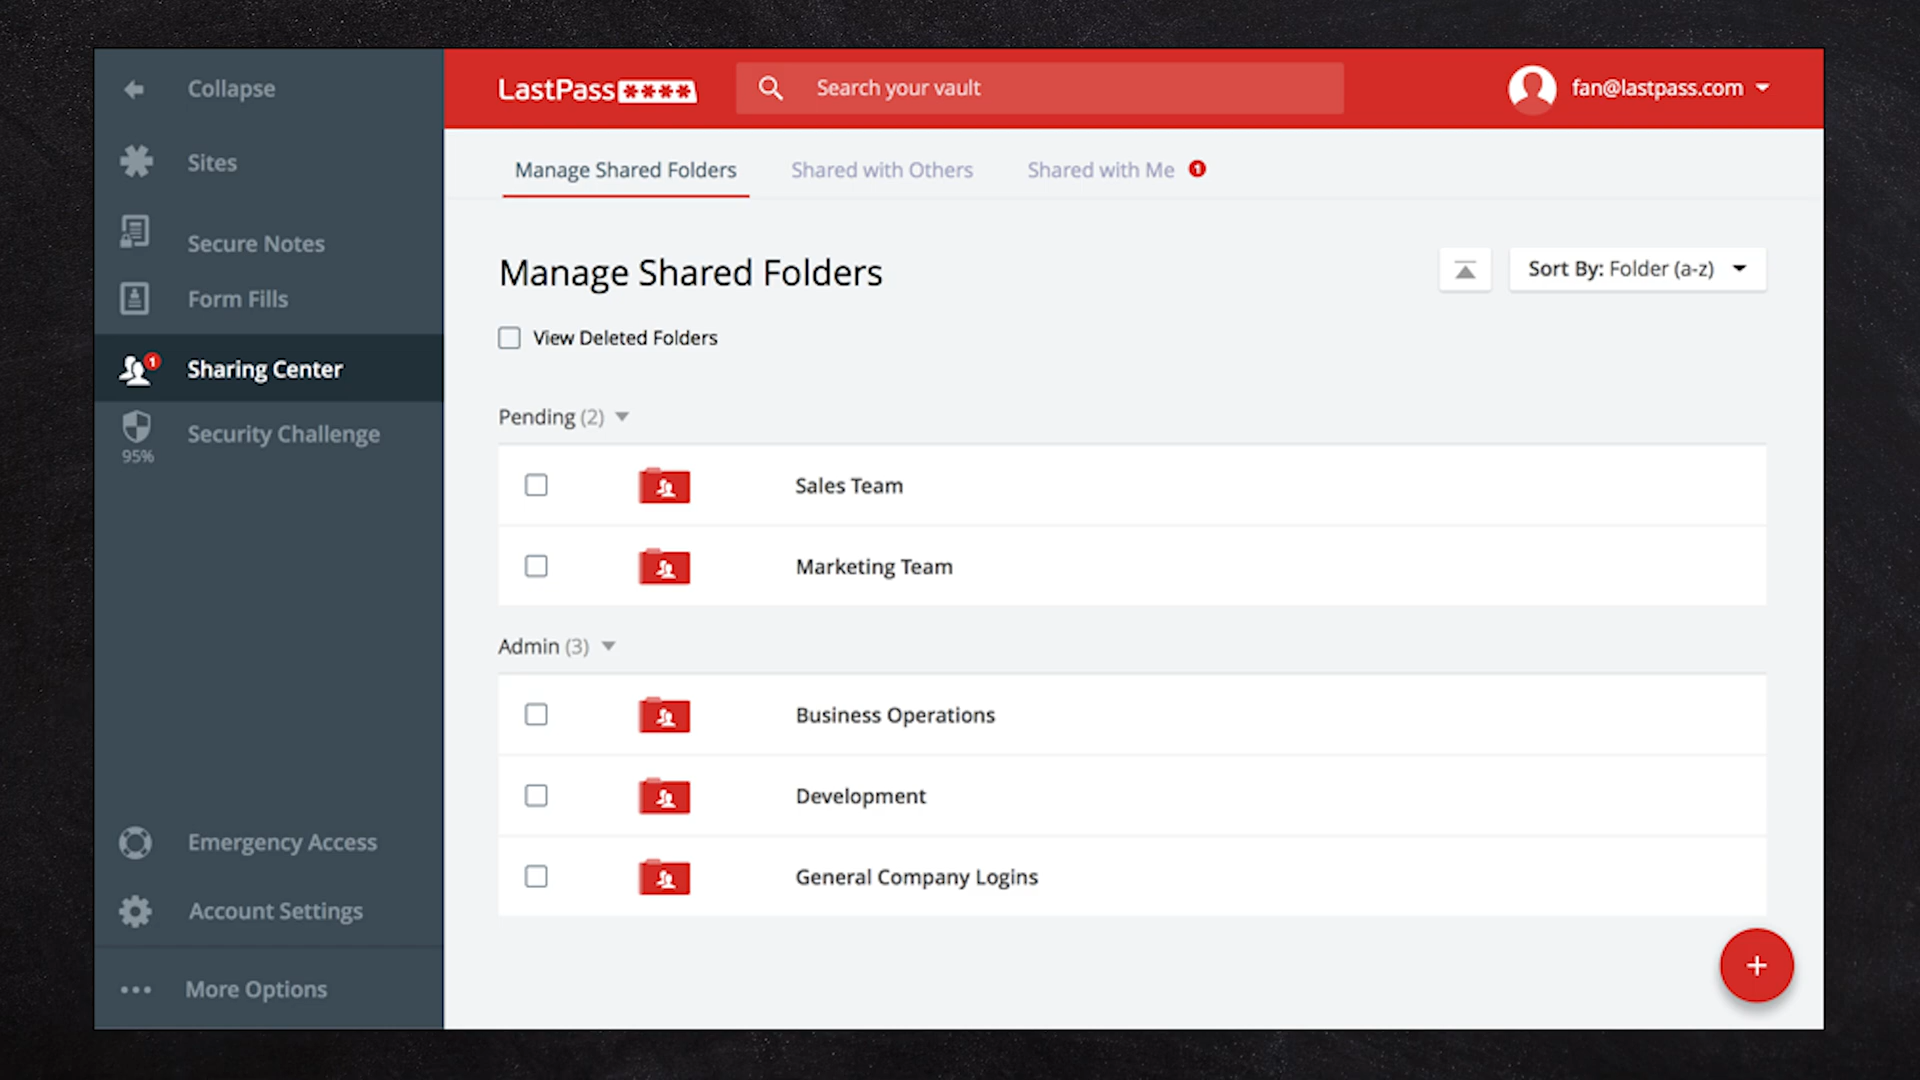 Collapse
Sites
Secure Notes
Form Fills
1
Sharing Center
Security Challenge
95%
Emergency Access
Account Settings
More Options
LastPass ****
Search your vault
fan@lastpass.com
Manage Shared Folders
Shared with Others
Shared with Me 1
Manage Shared Folders
Sort By: Folder (a-z)
View Deleted Folders
Pending (2)
Sales Team
Marketing Team
Admin (3)
Business Operations
Development
General Company Logins
+